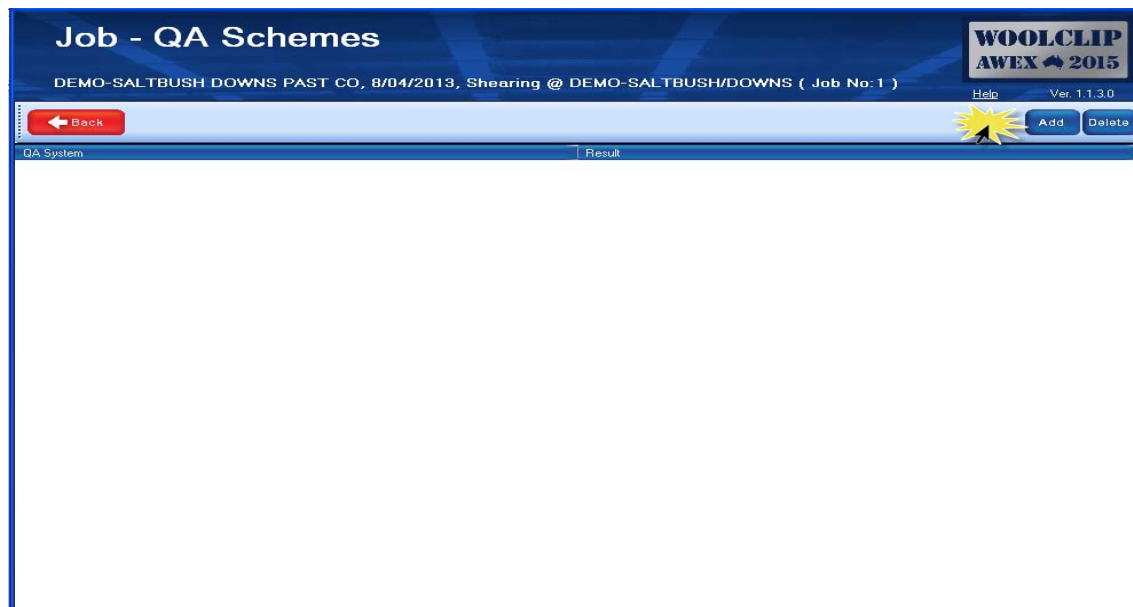 Job - QA Schemes
WOOLCLIP
AWEX 2015
DEMO-SALTBUSH DOWNS PAST CO, 8/04/2013, Shearing @ DEMO-SALTBUSH/DOWNS ( Job No:1 )
Help Ver. 1.1.3.0
Back Add Delete
QA System Result